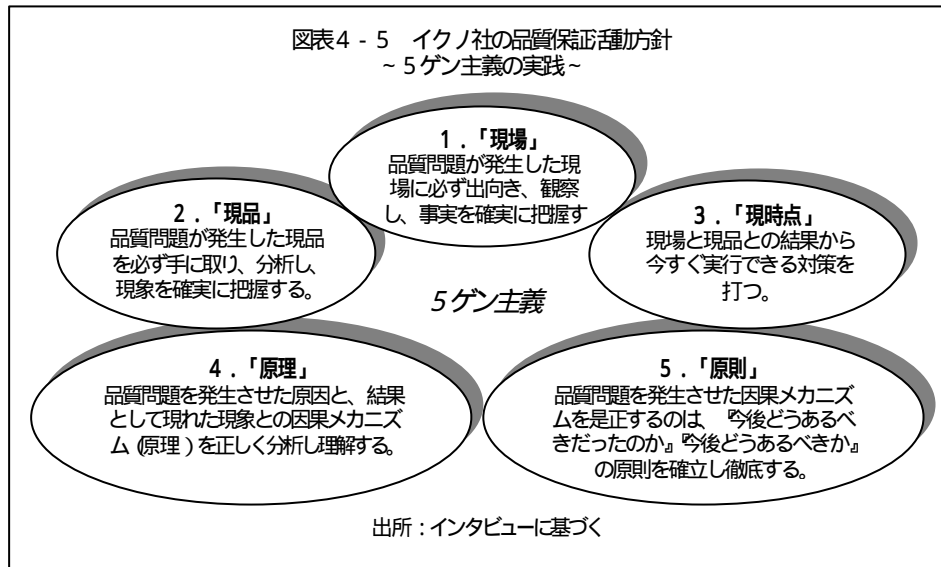 図表4-5 イクノ社の品質保証活動方針
~5ゲン主義の実践~
1.「現場」
品質問題が発生した現
場に必ず出向き、観察
し、事実を確実に把握す
2.「現品」
品質問題が発生した現品
を必ず手に取り、分析し、
現象を確実に把握する。
3.「現時点」
現場と現品との結果から
今すぐ実行できる対策を
打つ。
5ゲン主義
4.「原理」
品質問題を発生させた原因と、結果
として現れた現象との因果メカニズ
ム(原理)を正しく分析し理解する。
5.「原則」
品質問題を発生させた因果メカニズ
ムを是正するのは、『今後どうあるべ
きだったのか』『今後どうあるべきか』
の原則を確立し徹底する。
出所:インタビューに基づく